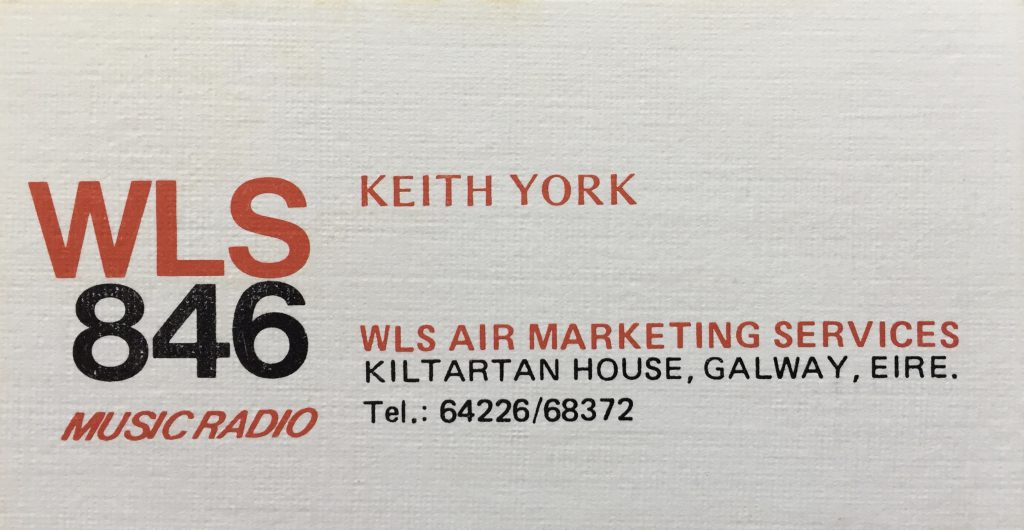 WLS
846
MUSIC RADIO
KEITH YORK
WLS AIR MARKETING SERVICES
KILTARTAN HOUSE, GALWAY, EIRE.
Tel.: 64226/68372